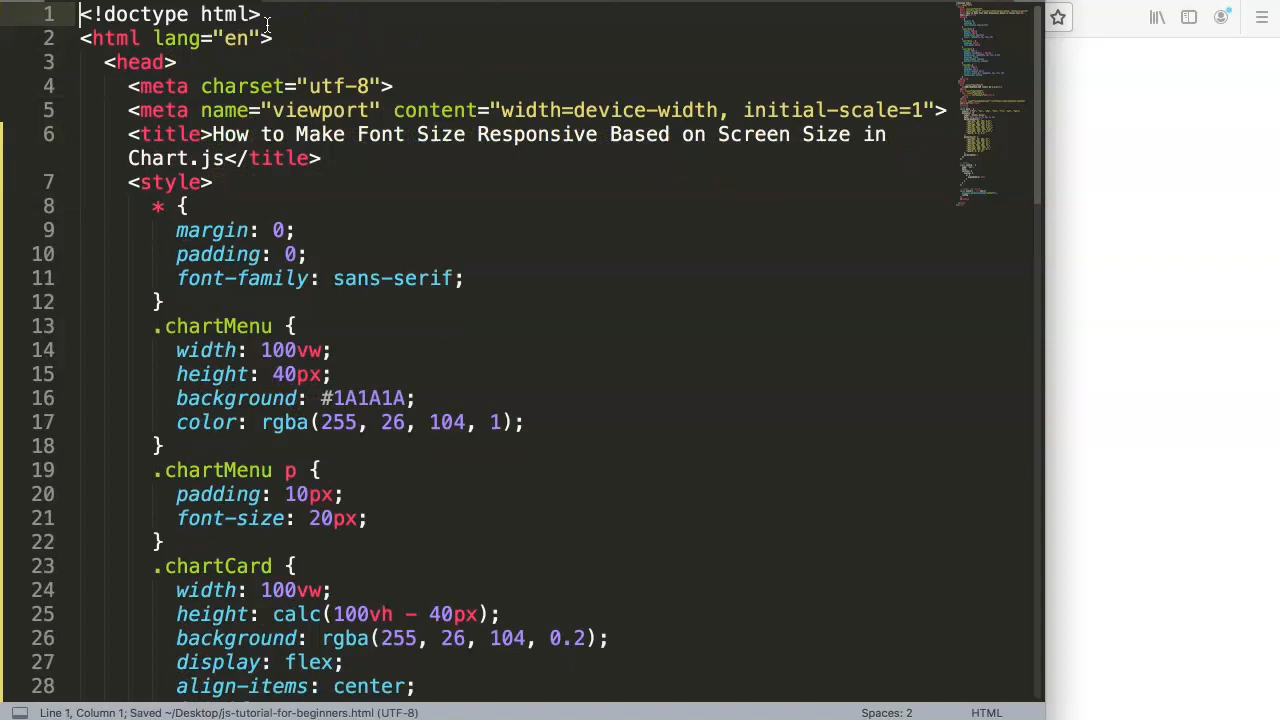 1 <!doctype html>
2 <html lang="en">
3 <head>
4 <meta charset="utf-8">
5 <meta name="viewport" content="width=device-width, initial-scale=1">
6 <title>How to Make Font Size Responsive Based on Screen Size in
Chart.js</title>
7 <style>
8 * {
9 margin: 0;
10 padding: 0;
11 font-family: sans-serif;
12 }
13 .chartMenu {
14 width: 100vw;
15 height: 40px;
16 background: #1A1A1A;
17 color: rgba(255, 26, 104, 1);
18 }
19 .chartMenu p {
20 padding: 10px;
21 font-size: 20px;
22 }
23 .chartCard {
24 width: 100vw;
25 height: calc(100vh - 40px);
26 background: rgba(255, 26, 104, 0.2);
27 display: flex;
28 align-items: center;
Line 1, Column 1; Saved ~/Desktop/js-tutorial-for-beginners.html (UTF-8) Spaces: 2 HTML